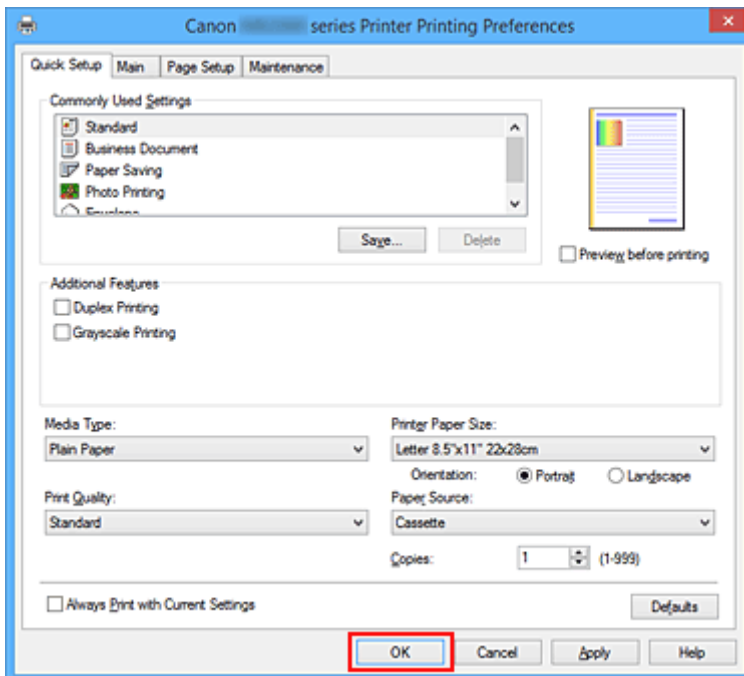 Canon series Printer Printing Preferences
Quick Setup Main Page Setup Maintenance
Commonly Used Settings
Standard
Business Document
Paper Saving
Photo Printing
Envelope
Save... Delete
Preview before printing
Additional Features
Duplex Printing
Grayscale Printing
Media Type: Printer Paper Size:
Plain Paper Letter 8.5"x11" 22x28cm
Orientation: Portrait Landscape
Print Quality: Paper Source:
Standard Cassette
Copies: 1 (1-999)
Always Print with Current Settings Defaults
OK Cancel Apply Help